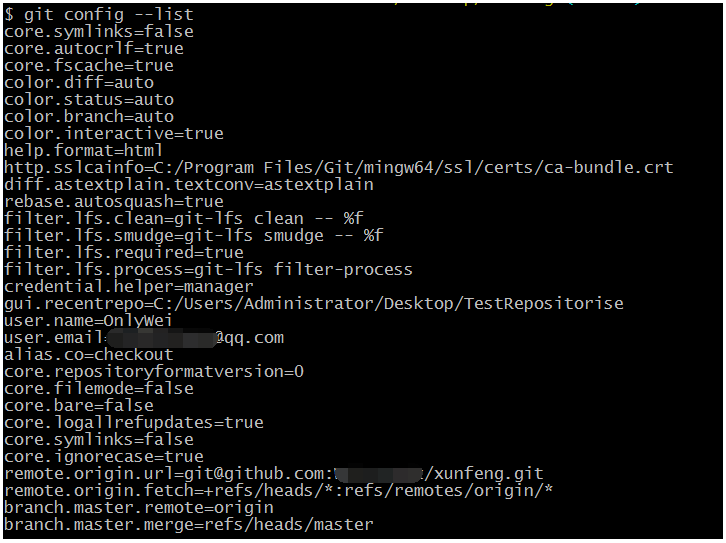 $ git config --list
core.symlinks=false
core.autocrlf=true
core.fscache=true
color.diff=auto
color.status=auto
color.branch=auto
color.interactive=true
help.format=html
http.sslcainfo=C:/Program Files/Git/mingw64/ssl/certs/ca-bundle.crt
diff.astextplain.textconv=astextplain
rebase.autosquash=true
filter.lfs.clean=git-lfs clean -- %f
filter.lfs.smudge=git-lfs smudge -- %f
filter.lfs.required=true
filter.lfs.process=git-lfs filter-process
credential.helper=manager
gui.recentrepo=C:/Users/Administrator/Desktop/TestRepositorise
user.name=OnlyWei
user.email= @qq.com
alias.co=checkout
core.repositoryformatversion=0
core.filemode=false
core.bare=false
core.logallrefupdates=true
core.symlinks=false
core.ignorecase=true
remote.origin.url=git@github.com: /xunfeng.git
remote.origin.fetch=+refs/heads/*:refs/remotes/origin/*
branch.master.remote=origin
branch.master.merge=refs/heads/master